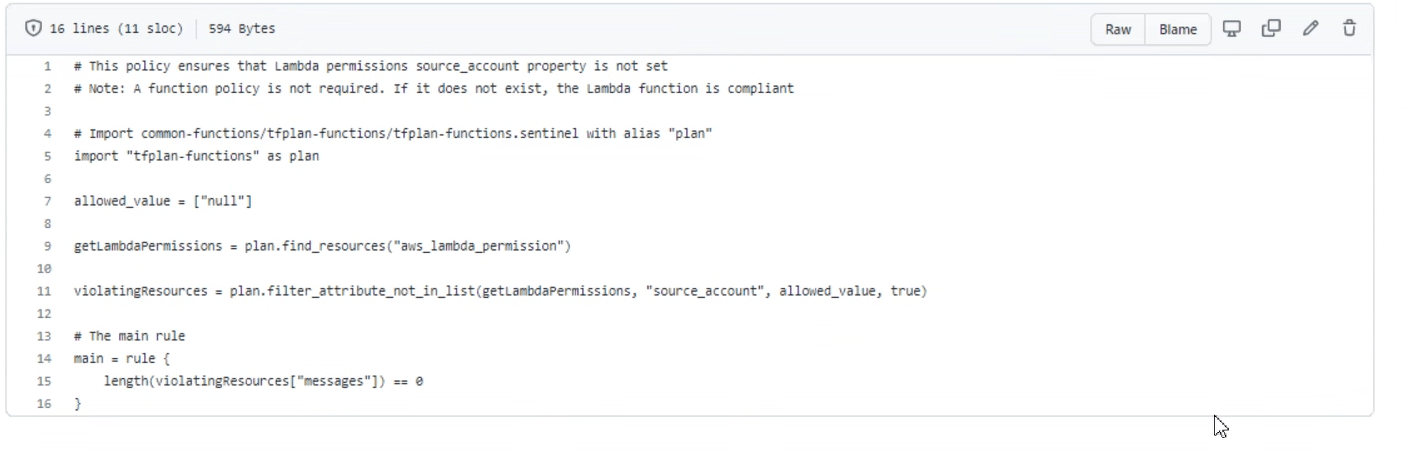 16 lines (11 sloc) 594 Bytes Raw Blame
1 # This policy ensures that Lambda permissions source_account property is not set
2 # Note: A function policy is not required. If it does not exist, the Lambda function is compliant
3
4 # Import common-functions/tfplan-functions/tfplan-functions.sentinel with alias "plan"
5 import "tfplan-functions" as plan
6
7 allowed_value = ["null"]
8
9 getLambdaPermissions = plan.find_resources("aws_lambda_permission")
10
11 violatingResources = plan.filter_attribute_not_in_list(getLambdaPermissions, "source_account", allowed_value, true)
12
13 # The main rule
14 main = rule {
15     length(violatingResources["messages"]) == 0
16 }